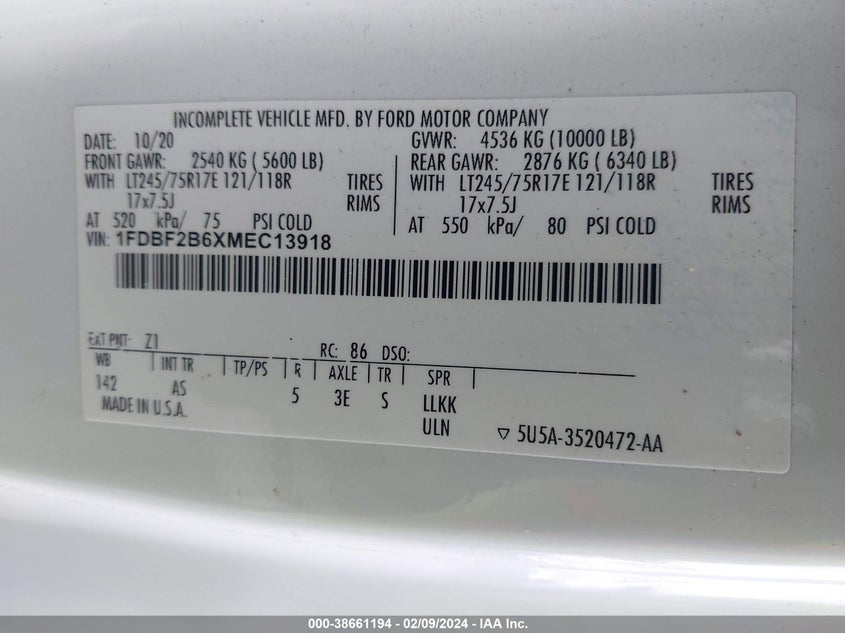 INCOMPLETE VEHICLE MFD. BY FORD MOTOR COMPANY
DATE: 10/20 GVWR: 4536 KG (10000 LB)
FRONT GAWR: 2540 KG ( 5600 LB) REAR GAWR: 2876 KG ( 6340 LB)
WITH LT245/75R17E 121/118R TIRES WITH LT245/75R17E 121/118R TIRES
17x7.5J RIMS 17x7.5J RIMS
AT 520 kPa/ 75 PSI COLD AT 550 kPa/ 80 PSI COLD
VIN: 1FDBF2B6XMEC13918
EXT PNT: Z1 RC: 86 DSO:
WB INT TR TP/PS R AXLE TR SPR
142 AS 5 3E S LLKK
MADE IN U.S.A. ULN 5U5A-3520472-AA
000-38661194 - 02/09/2024 - IAAI.com